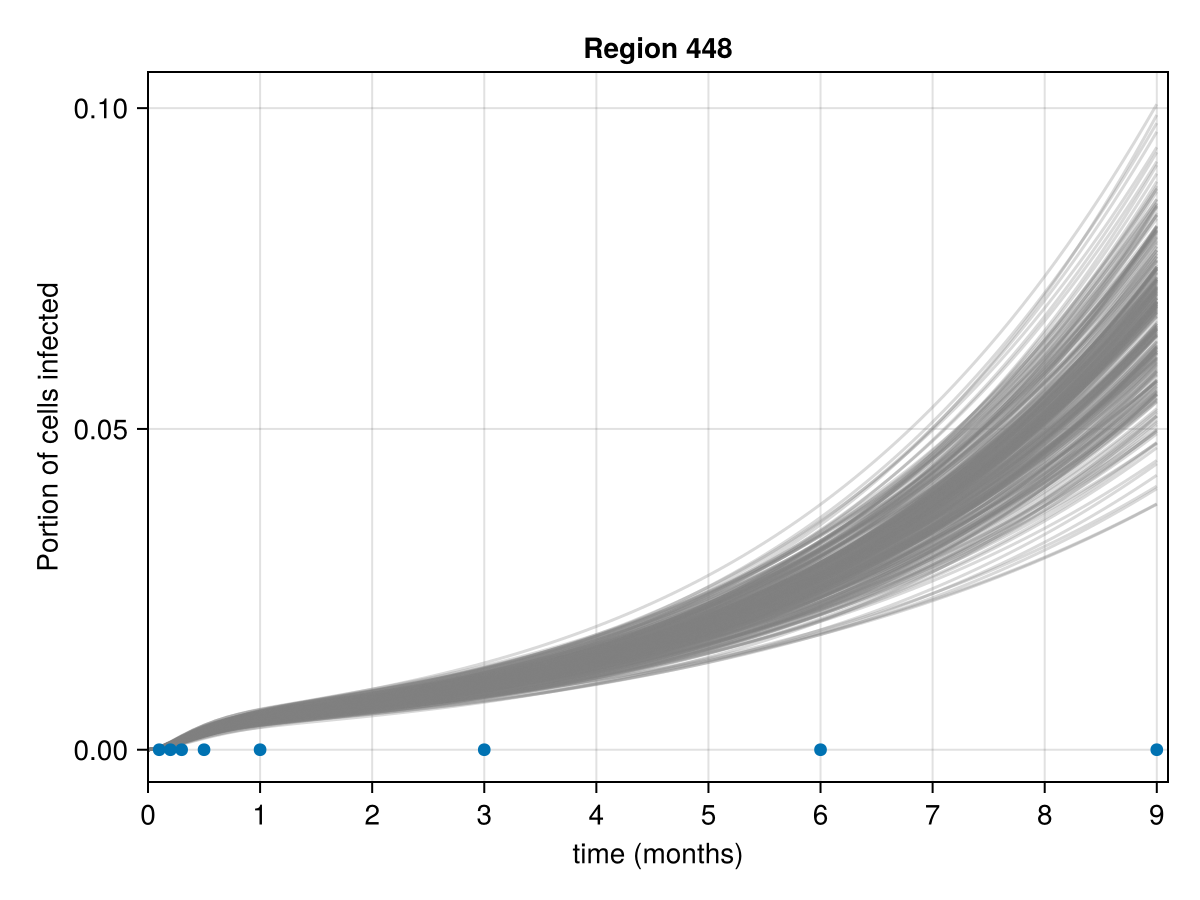 Region 448
Portion of cells infected
0.10
0.05
0.00
0 1 2 3 4 5 6 7 8 9
time (months)